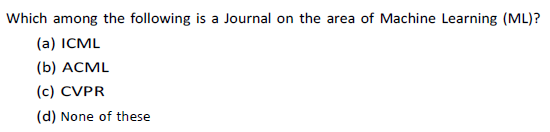 Which among the following is a Journal on the area of Machine Learning (ML)?
(a) ICML
(b) ACML
(c) CVPR
(d) None of these